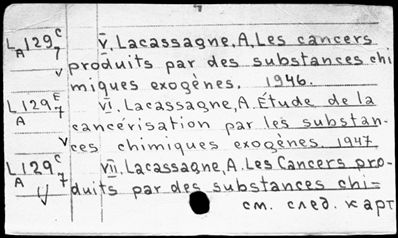 4
L A 129 C 7 v. Lacassagne, A. Les cancers
v produits par des substances chi
miques exogènes. 1946.
L A 129 E 7 vi. Lacassagne, A. Étude de la
v cancérisation par les substan-
ces chimiques exogènes. 1947.
L A 129 C 7 vii. Lacassagne, A. Les Cancers pro-
V duits par des substances chi=
см. след. карт